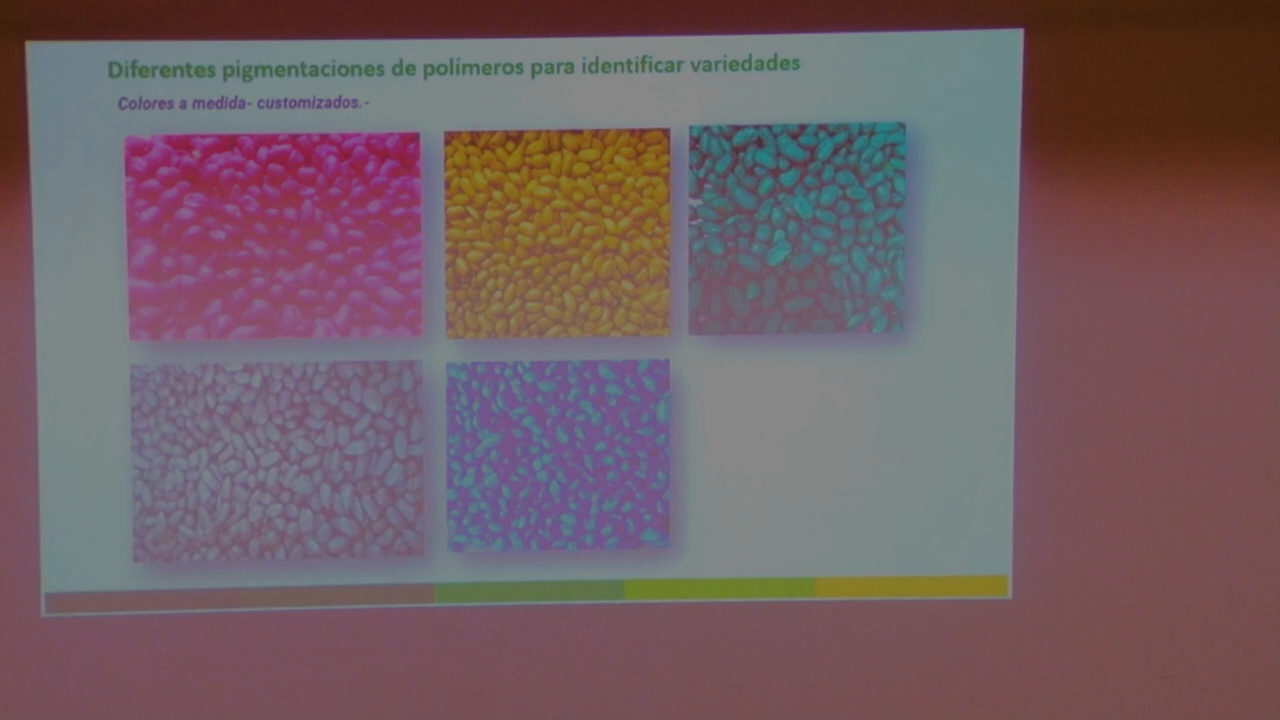 Diferentes pigmentaciones de polímeros para identificar variedades
Colores a medida- customizados.-